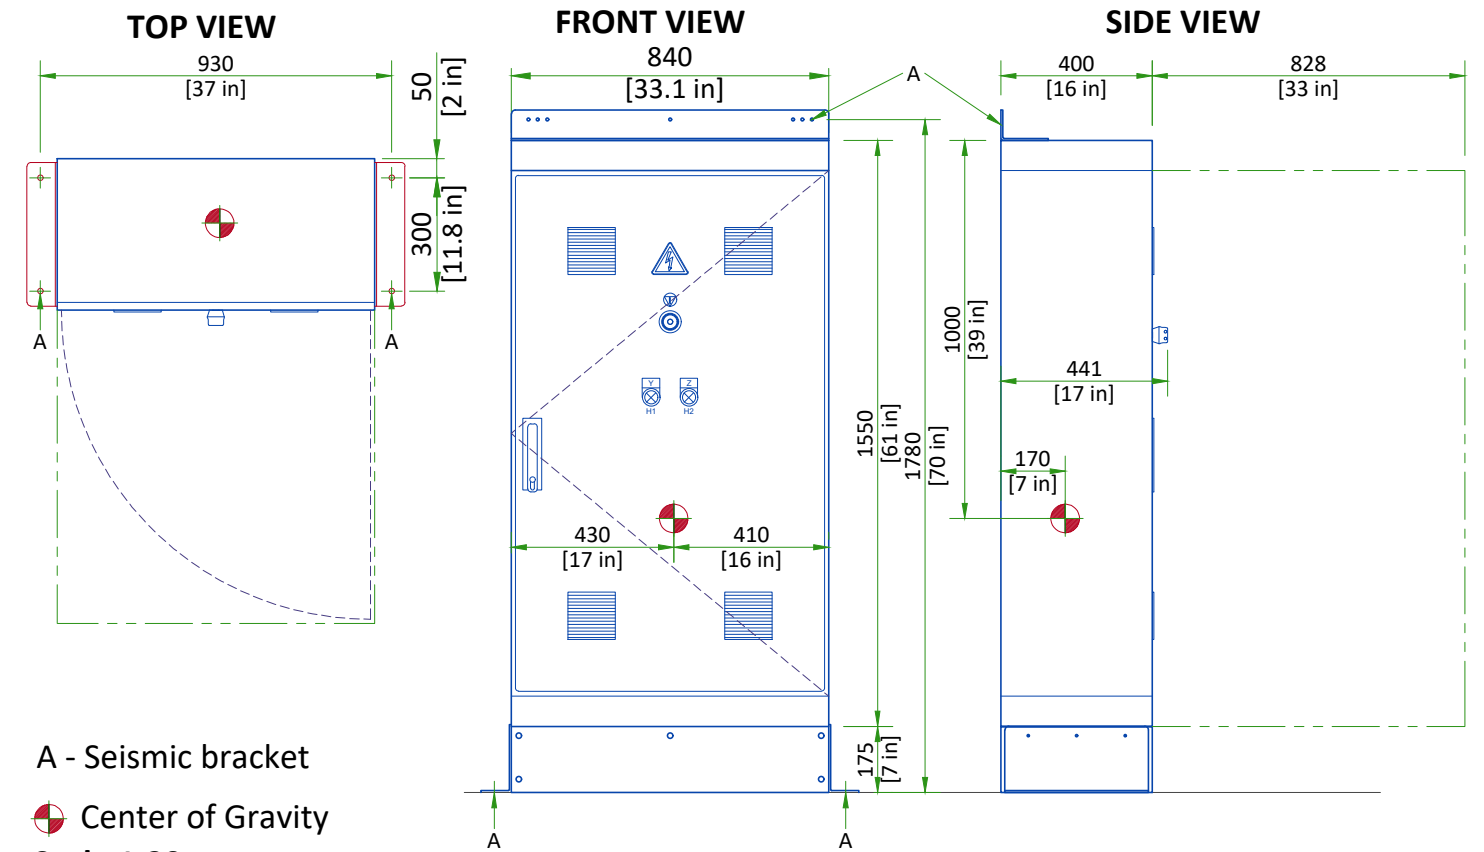 TOP VIEW
FRONT VIEW
SIDE VIEW
930
[37 in]
50
[2 in]
300
[11.8 in]
A
A
840
[33.1 in]
A
Y
Z
H1
H2
430
[17 in]
410
[16 in]
1550
[61 in]
1780
[70 in]
175
[7 in]
A
A
400
[16 in]
828
[33 in]
1000
[39 in]
441
[17 in]
170
[7 in]
A - Seismic bracket
Center of Gravity